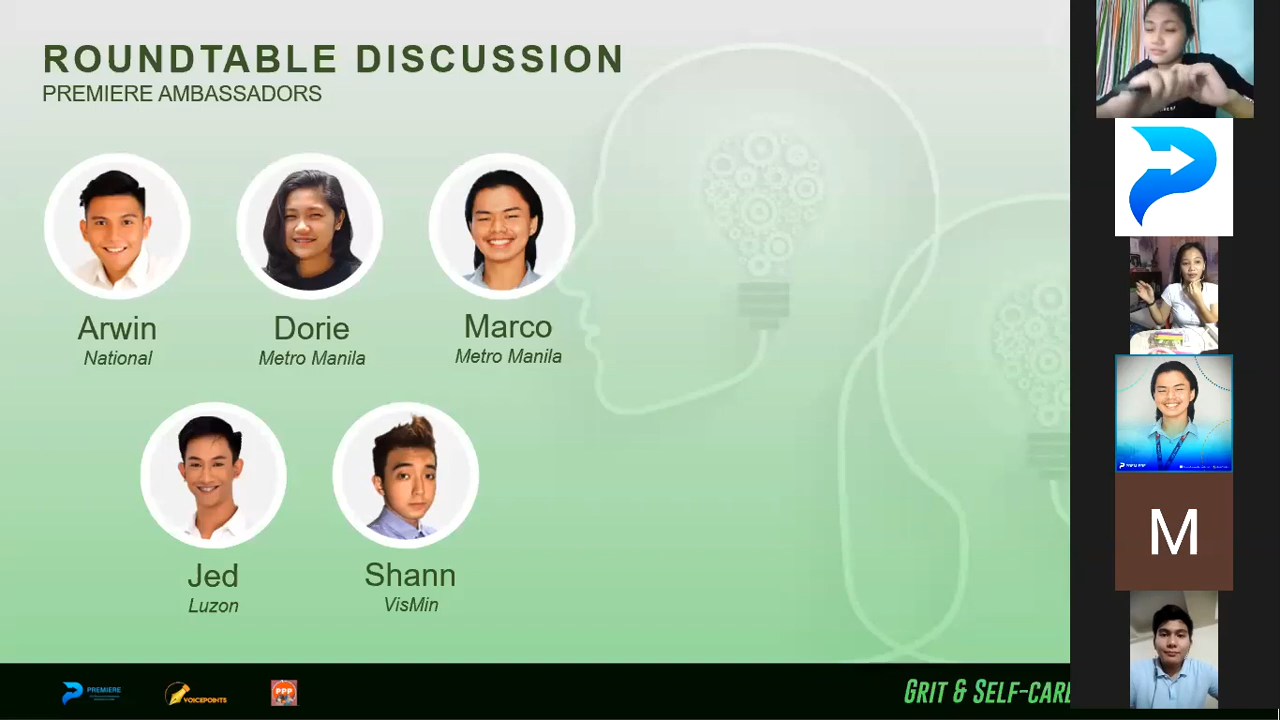 ROUNDTABLE DISCUSSION
PREMIERE AMBASSADORS
Arwin
National
Dorie
Metro Manila
Marco
Metro Manila
Jed
Luzon
Shann
VisMin
PREMIERE
VOICEPOINTS
PPP
GRIT & SELF-CARE
M